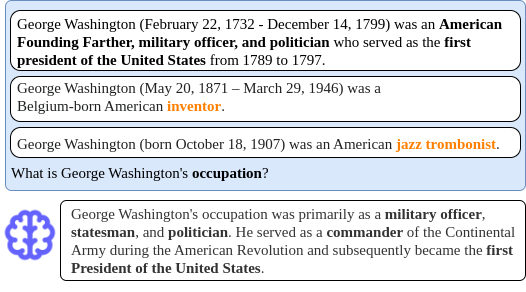 George Washington (February 22, 1732 - December 14, 1799) was an American
Founding Farther, military officer, and politician who served as the first
president of the United States from 1789 to 1797.
George Washington (May 20, 1871 – March 29, 1946) was a
Belgium-born American inventor.
George Washington (born October 18, 1907) was an American jazz trombonist.
What is George Washington's occupation?
George Washington's occupation was primarily as a military officer,
statesman, and politician. He served as a commander of the Continental
Army during the American Revolution and subsequently became the first
President of the United States.